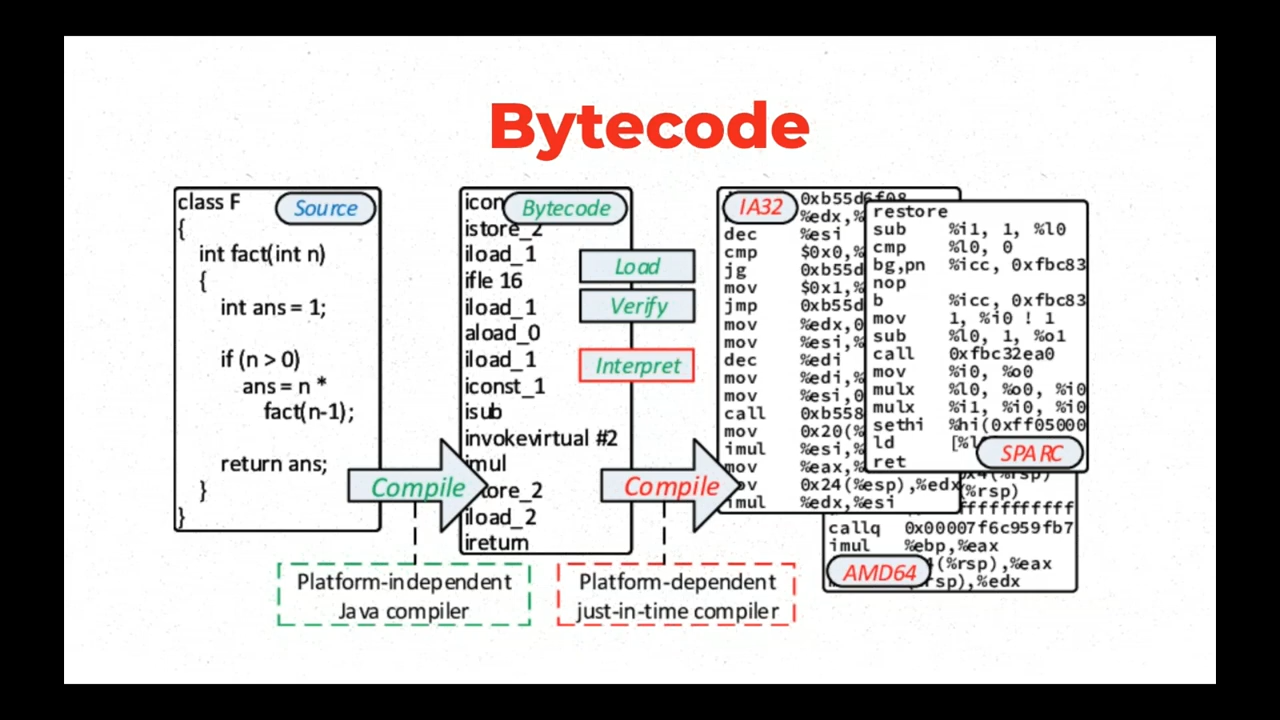 Bytecode
class F
Source
{
int fact(int n)
{
int ans = 1;
if (n > 0)
ans = n *
fact(n-1);
return ans;
}
}
Compile
Platform-independent
Java compiler
Bytecode
istore_2
iload_1
ifle 16
iload_1
aload_0
iload_1
iconst_1
isub
invokevirtual #2
imul
iload_2
ireturn
Load
Verify
Interpret
Compile
Platform-dependent
just-in-time compiler
IA32
%edx,%
dec %esi
cmp $0x0,%
jg 0xb55d
mov $0x1,%
jmp 0xb55d
mov %edx,0
mov %esi,%
dec %edi
mov %edi,%
mov %esi,0
call 0xb558
mov 0x20(%
imul %esi,%
mov %eax,%
0x24(%esp),%edx
imul %edx,%esi
restore
sub %i1, 1, %l0
cmp %l0, 0
bg,pn %icc, 0xfbc83
nop
b %icc, 0xfbc83
mov 1, %i0 ! 1
sub %l0, 1, %o1
call 0xfbc32ea0
mov %i0, %o0
mulx %l0, %o0, %i0
mulx %i1, %i0, %i0
sethi %hi(0xff05000
ld
ret
SPARC
(%rsp)
callq 0x00007f6c959fb7
imul %ebp,%eax
(%rsp),%eax
%edx
AMD64